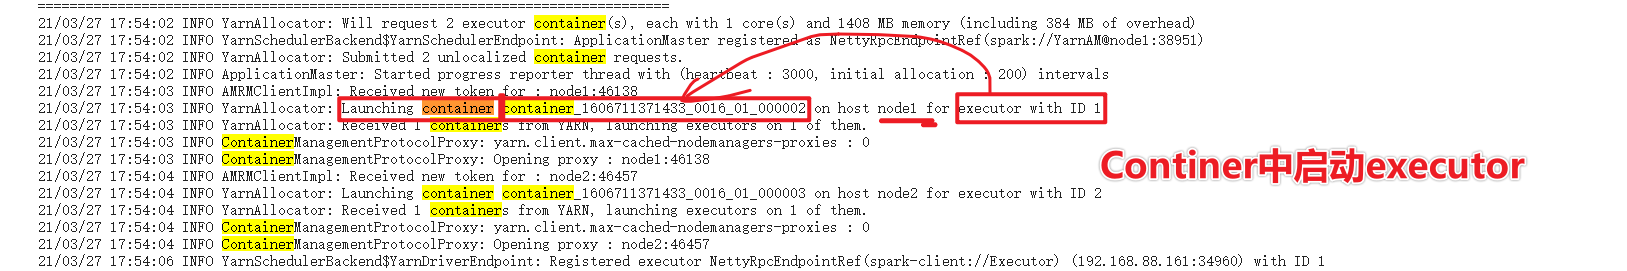 21/03/27 17:54:02 INFO YarnAllocator: Will request 2 executor container(s), each with 1 core(s) and 1408 MB memory (including 384 MB of overhead)
21/03/27 17:54:02 INFO YarnSchedulerBackend$YarnSchedulerEndpoint: ApplicationMaster registered as NettyRpcEndpointRef(spark://YarnAM@node1:38951)
21/03/27 17:54:02 INFO YarnAllocator: Submitted 2 unlocalized container requests.
21/03/27 17:54:02 INFO ApplicationMaster: Started progress reporter thread with (heartbeat : 3000, initial allocation : 200) intervals
21/03/27 17:54:03 INFO AMRMClientImpl: Received new token for : node1:46138
21/03/27 17:54:03 INFO YarnAllocator: Launching container container_1606711371433_0016_01_000002 on host node1 for executor with ID 1
21/03/27 17:54:03 INFO YarnAllocator: Received 1 containers from YARN, launching executors on 1 of them.
21/03/27 17:54:03 INFO ContainerManagementProtocolProxy: yarn.client.max-cached-nodemanagers-proxies : 0
21/03/27 17:54:03 INFO ContainerManagementProtocolProxy: Opening proxy : node1:46138
Continer中启动executor
21/03/27 17:54:04 INFO AMRMClientImpl: Received new token for : node2:46457
21/03/27 17:54:04 INFO YarnAllocator: Launching container container_1606711371433_0016_01_000003 on host node2 for executor with ID 2
21/03/27 17:54:04 INFO YarnAllocator: Received 1 containers from YARN, launching executors on 1 of them.
21/03/27 17:54:04 INFO ContainerManagementProtocolProxy: yarn.client.max-cached-nodemanagers-proxies : 0
21/03/27 17:54:04 INFO ContainerManagementProtocolProxy: Opening proxy : node2:46457
21/03/27 17:54:06 INFO YarnSchedulerBackend$YarnDriverEndpoint: Registered executor NettyRpcEndpointRef(spark-client://Executor) (192.168.88.161:34960) with ID 1